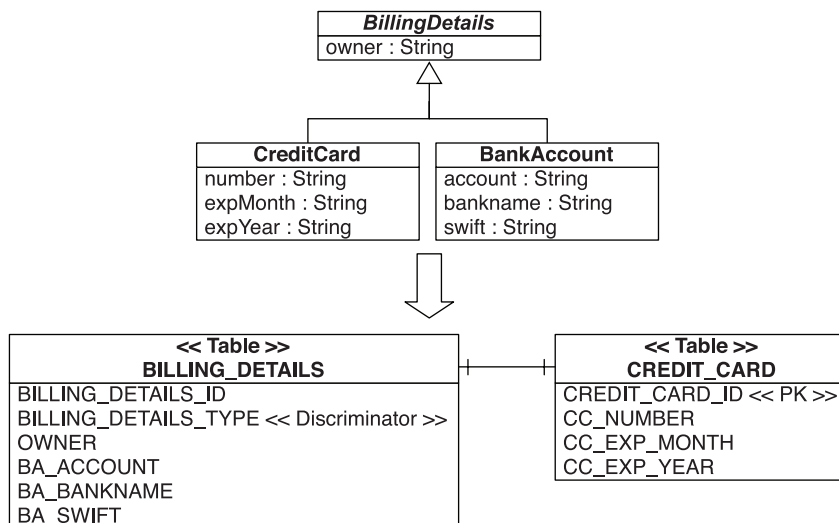 BillingDetails
owner : String
CreditCard
number : String
expMonth : String
expYear : String
BankAccount
account : String
bankname : String
swift : String
<< Table >>
BILLING_DETAILS
BILLING_DETAILS_ID
BILLING_DETAILS_TYPE << Discriminator >>
OWNER
BA_ACCOUNT
BA_BANKNAME
BA_SWIFT
<< Table >>
CREDIT_CARD
CREDIT_CARD_ID << PK >>
CC_NUMBER
CC_EXP_MONTH
CC_EXP_YEAR